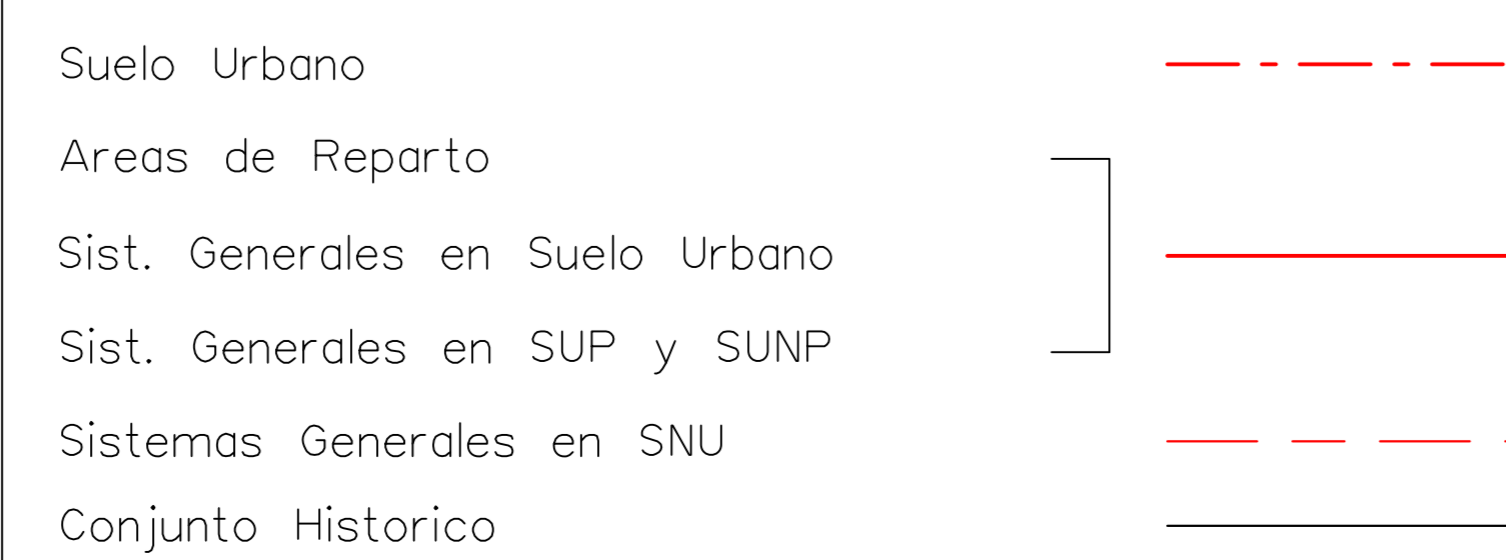 Suelo Urbano
Areas de Reparto
Sist. Generales en Suelo Urbano
Sist. Generales en SUP y SUNP
Sistemas Generales en SNU
Conjunto Historico